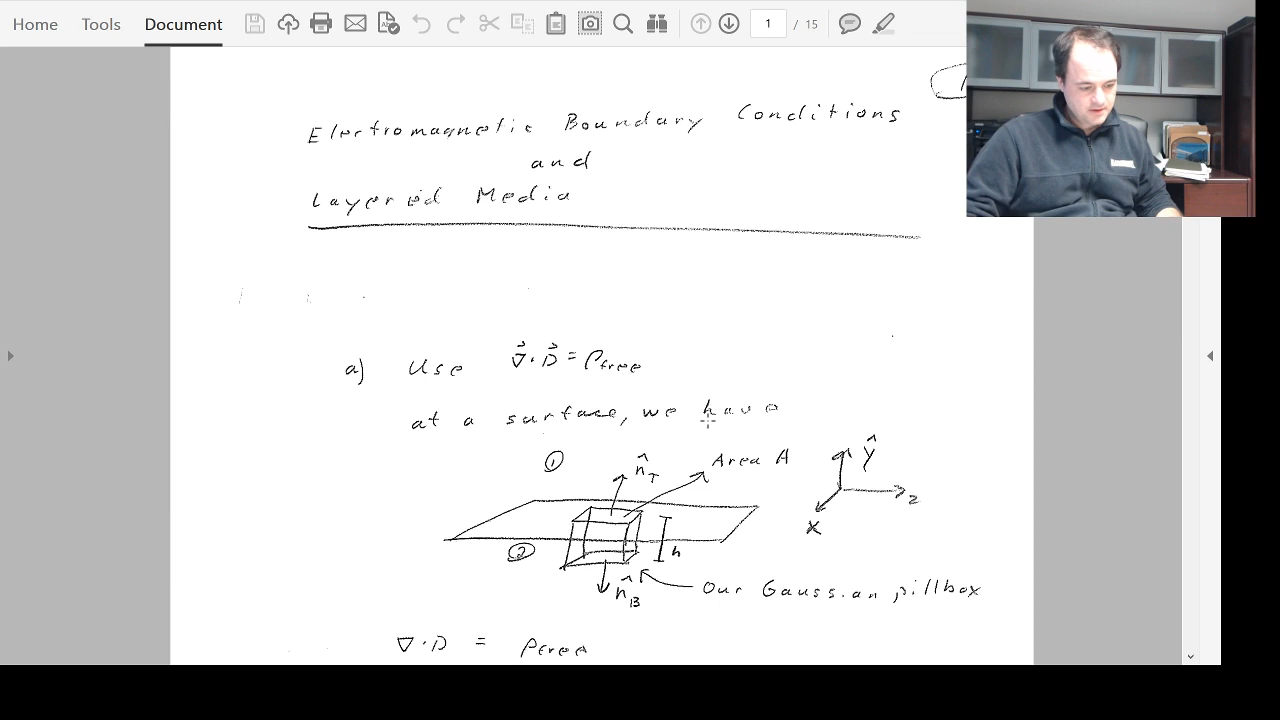 Home Tools Document 1 / 15
Electromagnetic Boundary Conditions
and
Layered Media
a) Use ∇⃗·D⃗ = ρfree
at a surface, we have
① n̂T Area A ŷ
z
x
② h
n̂B Our Gaussian pillbox
∇·D = ρfree